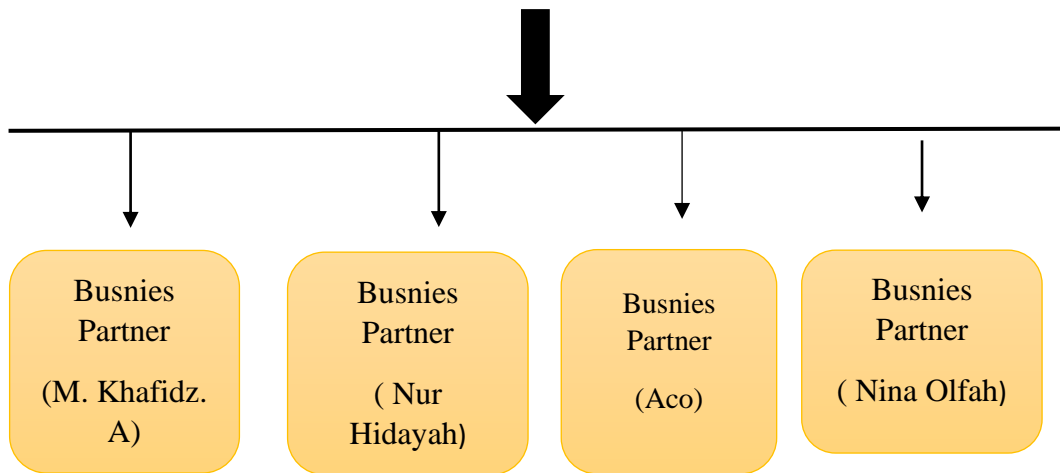 Busnies
Partner
(M. Khafidz.
A)
Busnies
Partner
( Nur
Hidayah)
Busnies
Partner
(Aco)
Busnies
Partner
( Nina Olfah)